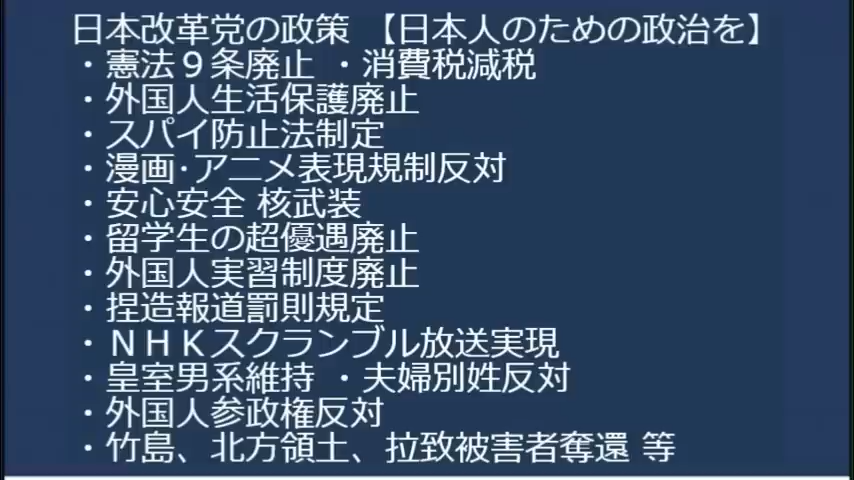 日本改革党の政策 【日本人のための政治を】
・憲法９条廃止 ・消費税減税
・外国人生活保護廃止
・スパイ防止法制定
・漫画･アニメ表現規制反対
・安心安全 核武装
・留学生の超優遇廃止
・外国人実習制度廃止
・捏造報道罰則規定
・ＮＨＫスクランブル放送実現
・皇室男系維持 ・夫婦別姓反対
・外国人参政権反対
・竹島、北方領土、拉致被害者奪還 等